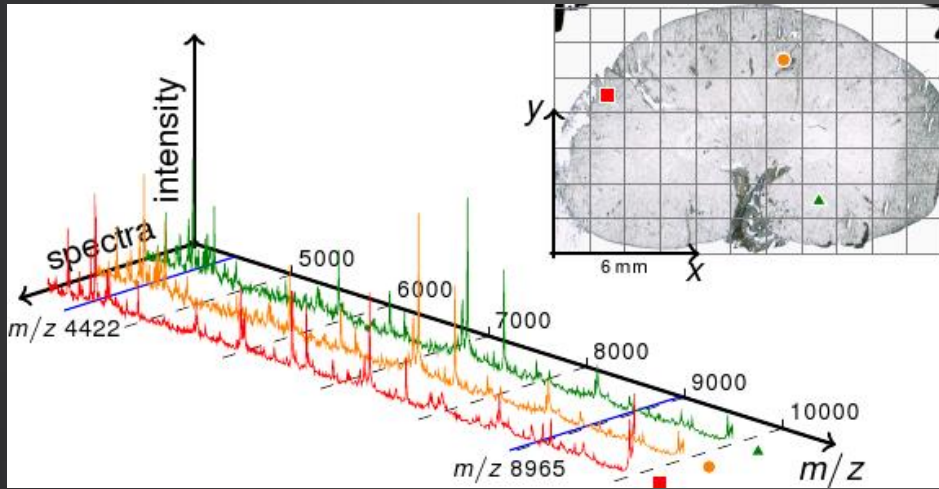 intensity
spectra
m/z 4422
5000
6000
7000
8000
9000
10000
m/z 8965
m/z
y
6 mm
x